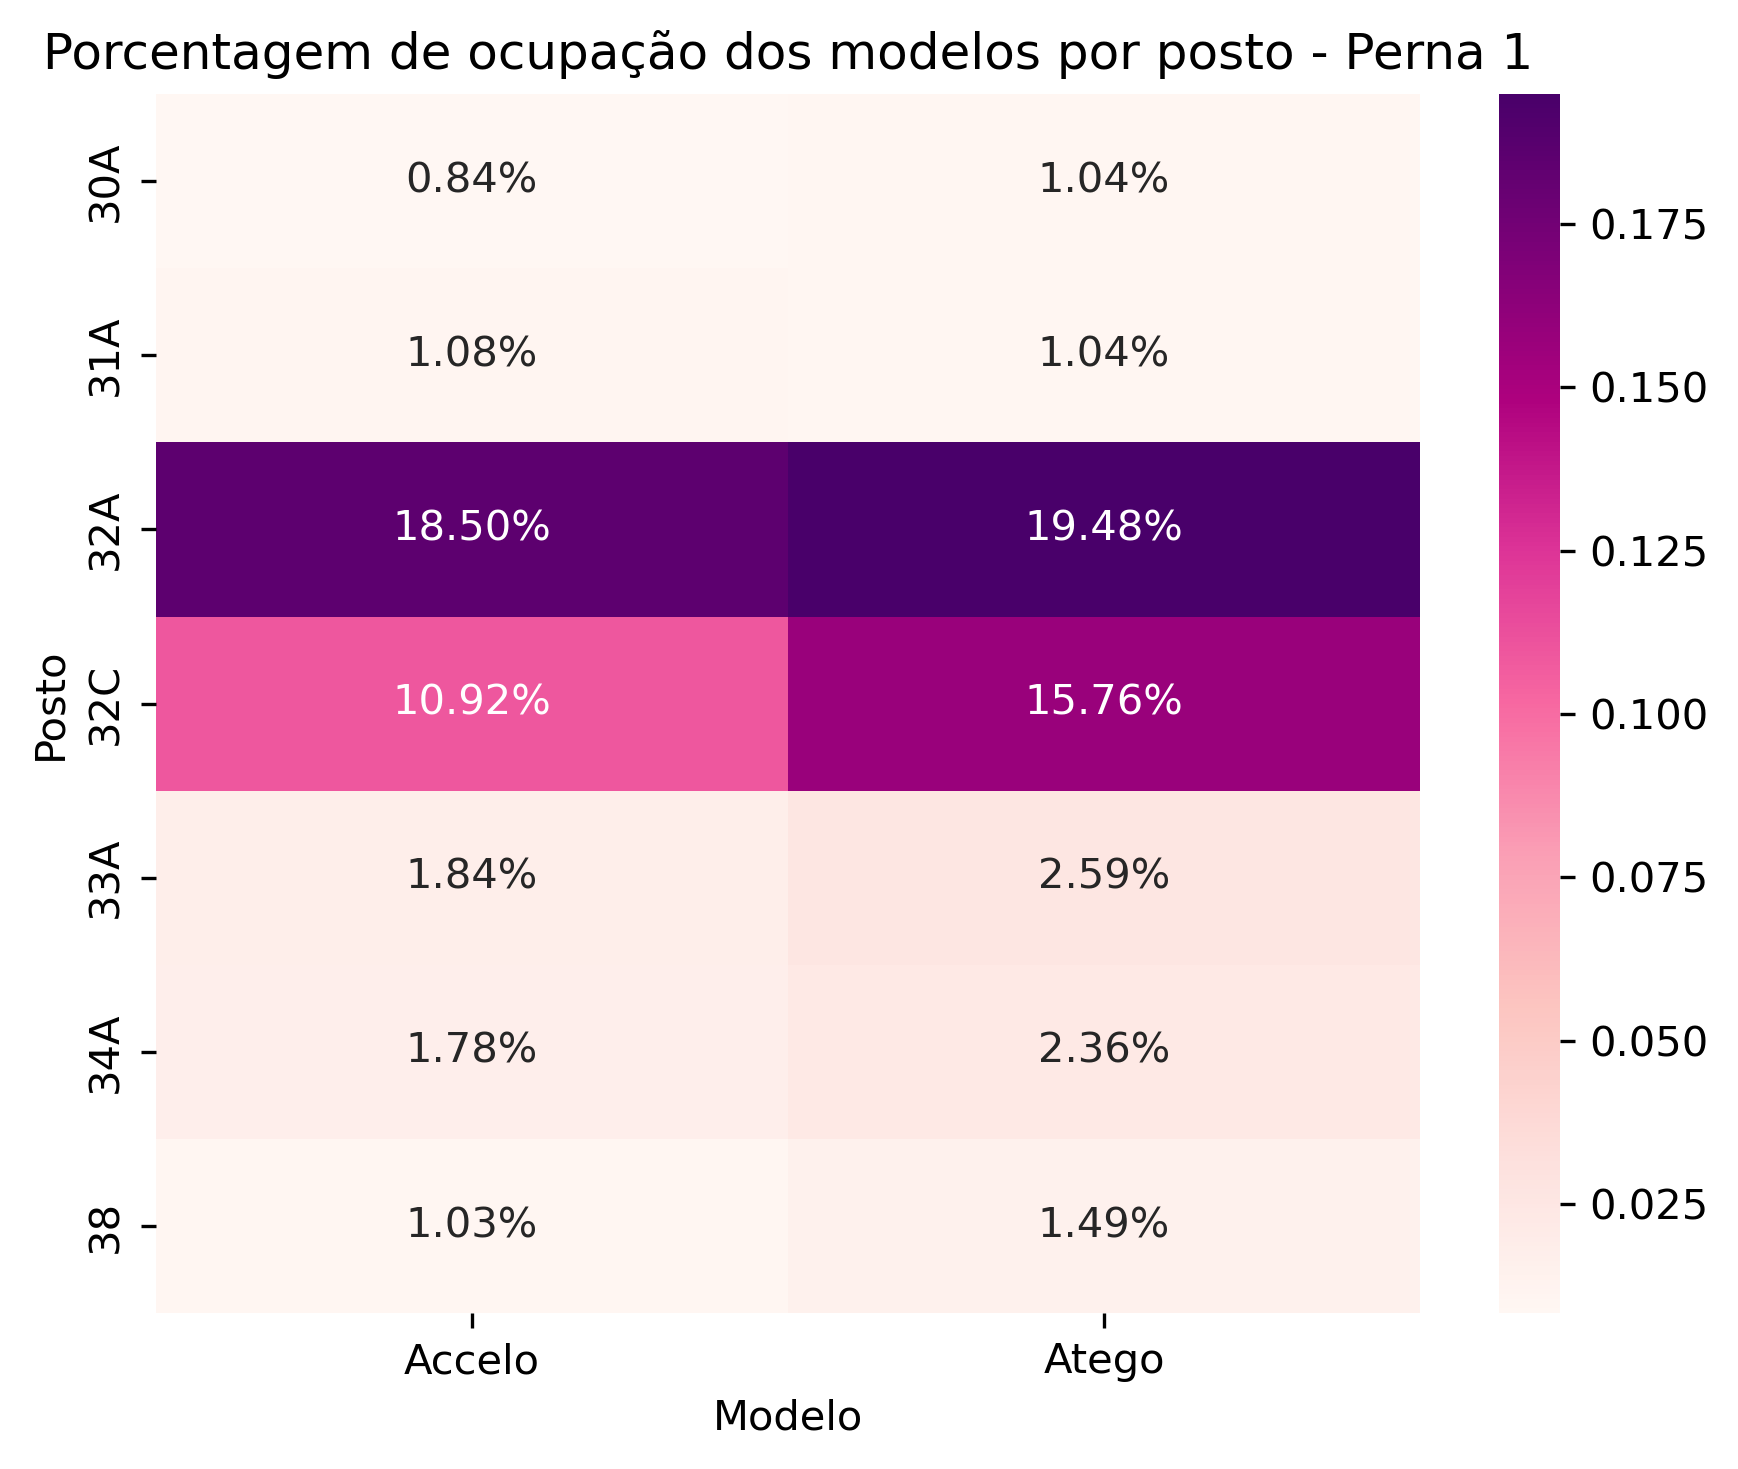 Porcentagem de ocupação dos modelos por posto - Perna 1
Posto
30A
0.84%
1.04%
31A
1.08%
1.04%
32A
18.50%
19.48%
32C
10.92%
15.76%
33A
1.84%
2.59%
34A
1.78%
2.36%
38
1.03%
1.49%
Accelo
Atego
Modelo
0.175
0.150
0.125
0.100
0.075
0.050
0.025